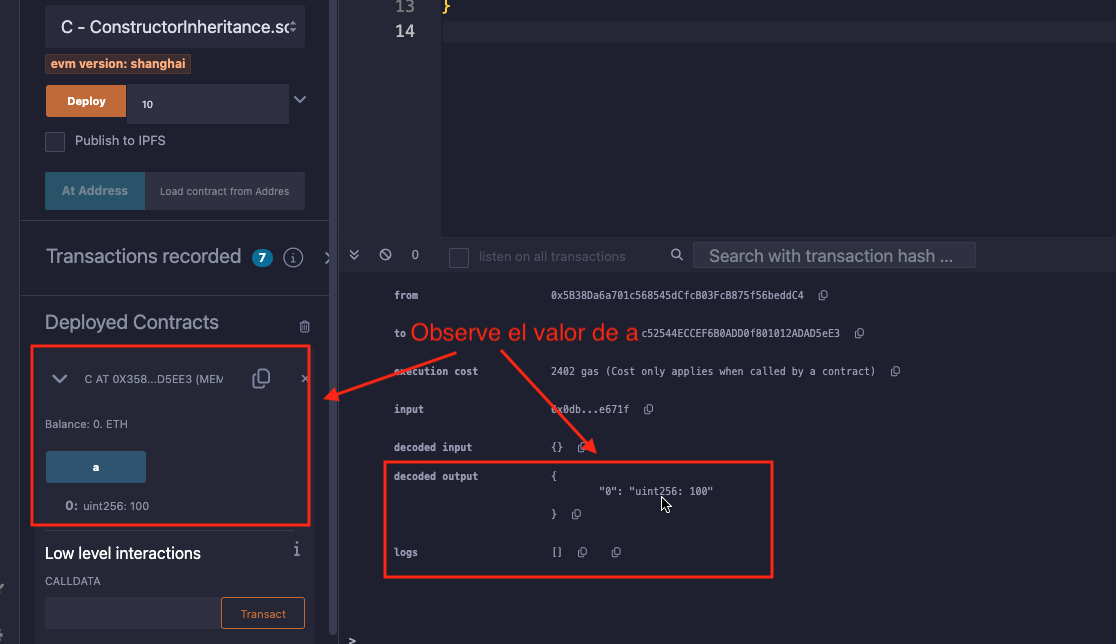 C - ConstructorInheritance.so
evm version: shanghai
Deploy
10
Publish to IPFS
At Address
Load contract from Addres
Transactions recorded
7
i
Deployed Contracts
C AT 0X358...D5EE3 (MEM
Balance: 0. ETH
a
0: uint256: 100
Low level interactions
i
CALLDATA
Transact
13 }
14
0
listen on all transactions
Search with transaction hash ...
from 0x5B38Da6a701c568545dCfcB03FcB875f56beddC4
to c52544ECCEF6B0ADD0f801012ADAD5eE3
Observe el valor de a
execution cost 2402 gas (Cost only applies when called by a contract)
input 0x0db...e671f
decoded input {}
decoded output {
"0": "uint256: 100"
}
logs []
>